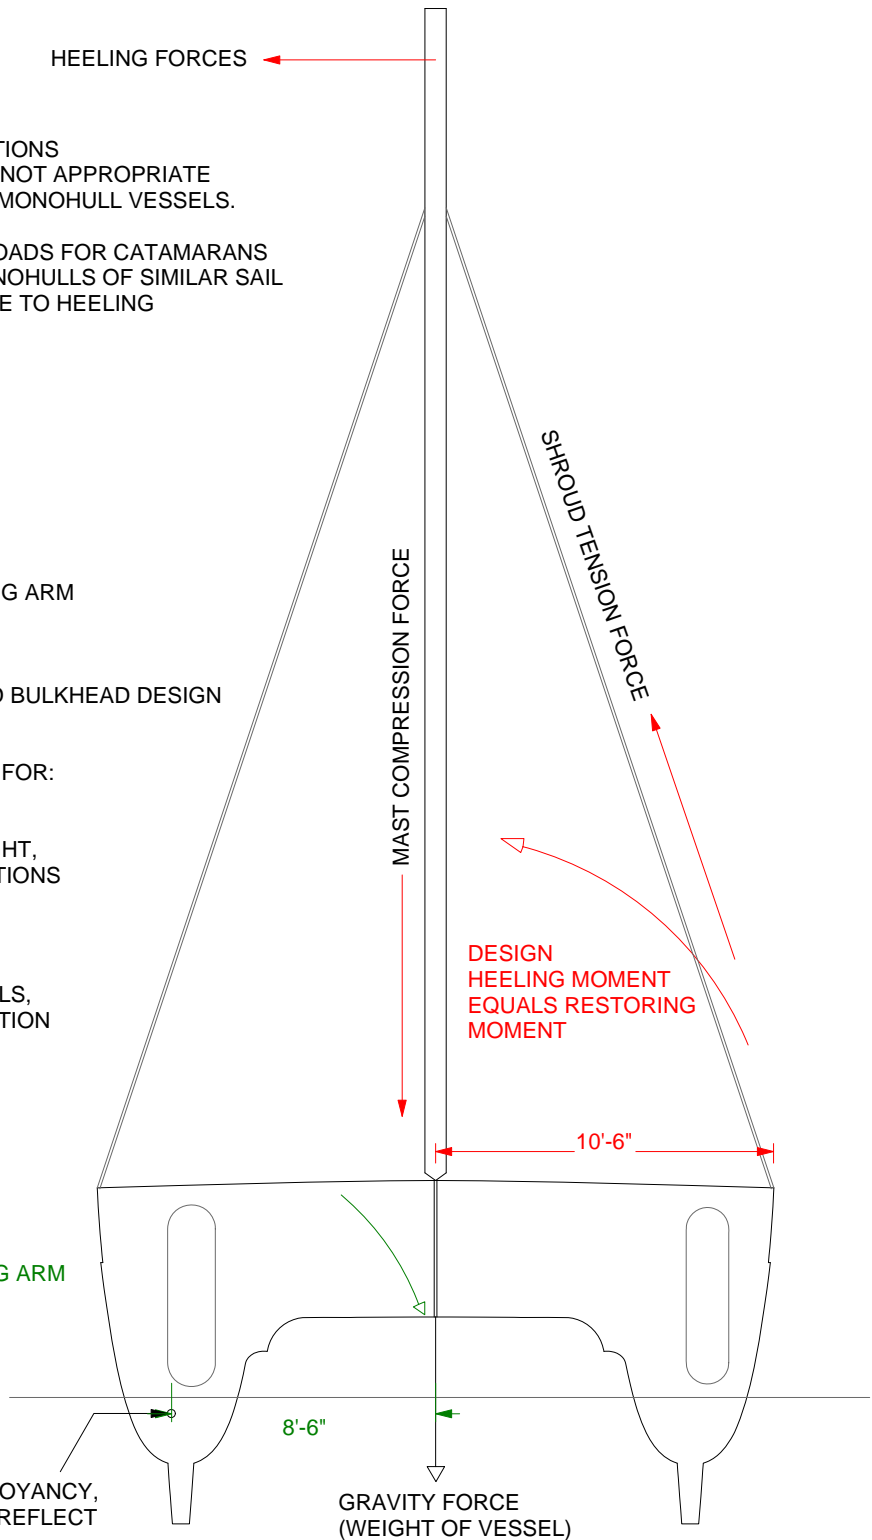 HEELING FORCES
TIONS
NOT APPROPRIATE
MONOHULL VESSELS.
OADS FOR CATAMARANS
NOHULLS OF SIMILAR SAIL
E TO HEELING
SHROUD TENSION FORCE
MAST COMPRESSION FORCE
G ARM
BULKHEAD DESIGN
FOR:
HT,
TIONS
DESIGN
HEELING MOMENT
EQUALS RESTORING
MOMENT
LS,
TION
10'-6"
G ARM
8'-6"
OYANCY,
REFLECT
GRAVITY FORCE
(WEIGHT OF VESSEL)